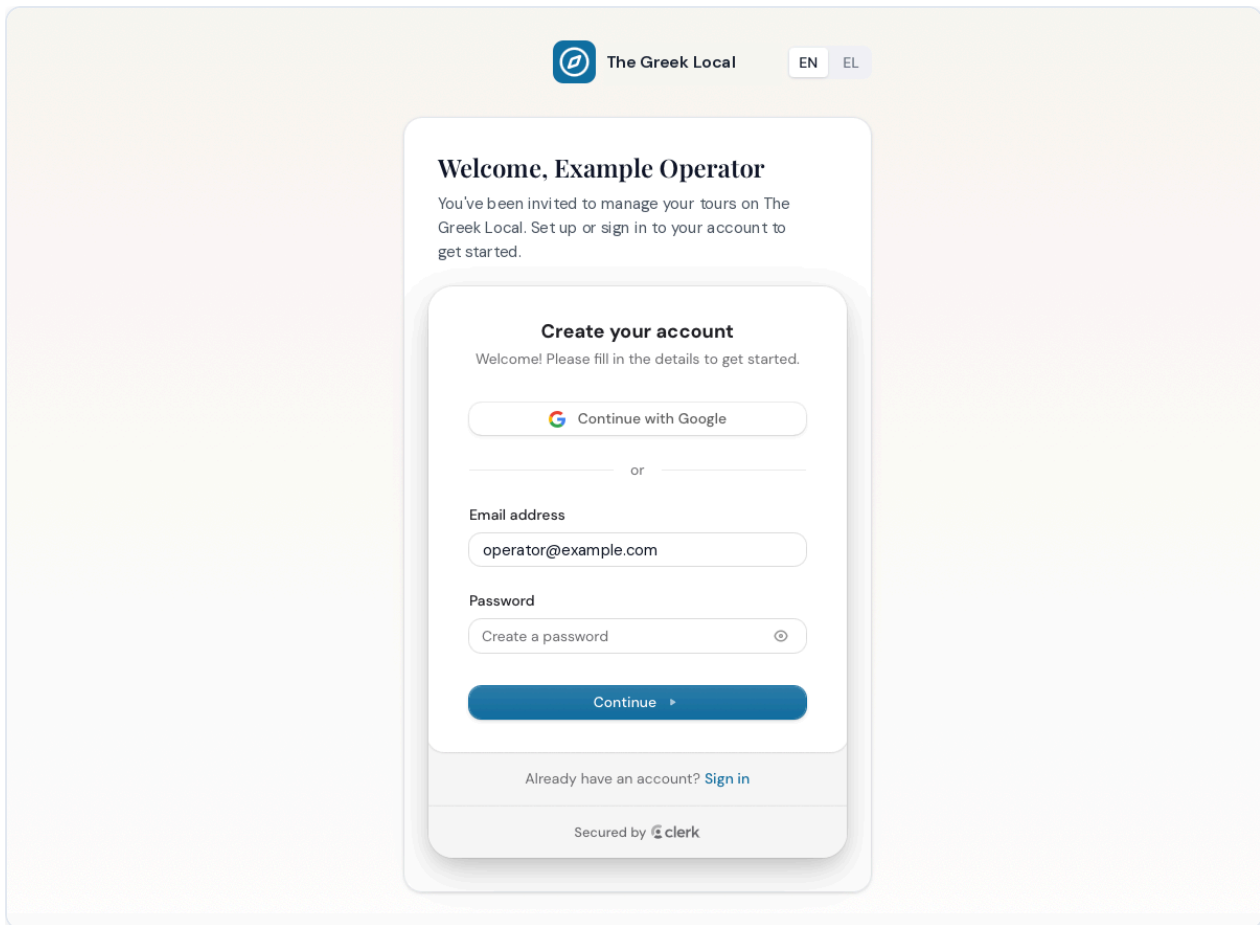 The Greek Local
EN
EL
Welcome, Example Operator
You've been invited to manage your tours on The
Greek Local. Set up or sign in to your account to
get started.
Create your account
Welcome! Please fill in the details to get started.
Continue with Google
or
Email address
operator@example.com
Password
Create a password
Continue
Already have an account? Sign in
Secured by clerk